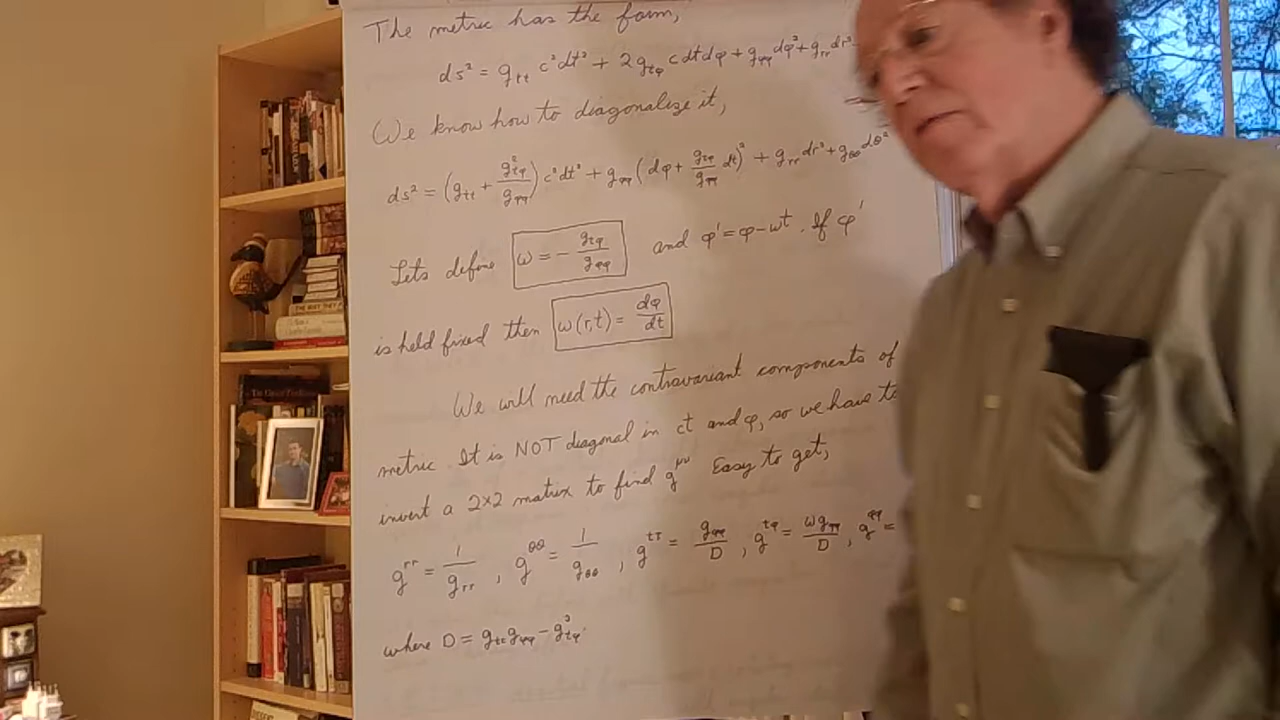 The metric has the form,
ds² = g_tt c²dt² + 2g_tφ cdtdφ + g_φφ dφ² + g_rr dr²
We know how to diagonalize it,
ds² = (g_tt + g²_tφ/g_φφ) c²dt² + g_φφ (dφ + g_tφ/g_φφ dt)² + g_rr dr² + g_θθ dθ²
Lets define ω = - g_tφ/g_φφ and φ' = φ - ωt. If φ'
is held fixed then ω(r,t) = dφ/dt
We will need the contravariant components of
metric. It is NOT diagonal in ct and φ, so we have to
invert a 2×2 matrix to find g^μν Easy to get,
g^rr = 1/g_rr , g^θθ = 1/g_θθ , g^tt = g_φφ/D , g^tφ = ωg_φφ/D , g^φφ =
where D = g_tt g_φφ - g²_tφ.